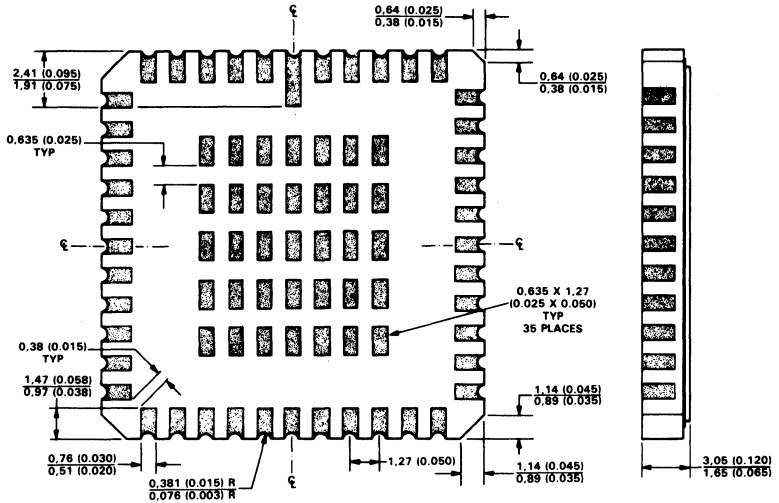 ℄
0,64 (0.025)
0,38 (0.015)
2,41 (0.095)
1,91 (0.075)
0,64 (0.025)
0,38 (0.015)
0,635 (0.025)
TYP
℄
℄
0,635 X 1,27
(0.025 X 0.050)
TYP
35 PLACES
0,38 (0.015)
TYP
1,47 (0.058)
0,97 (0.038)
1,14 (0.045)
0,89 (0.035)
0,76 (0.030)
0,51 (0.020)
0,381 (0.015) R
0,076 (0.003) R
℄
1,27 (0.050)
1,14 (0.045)
0,89 (0.035)
3,05 (0.120)
1,65 (0.065)